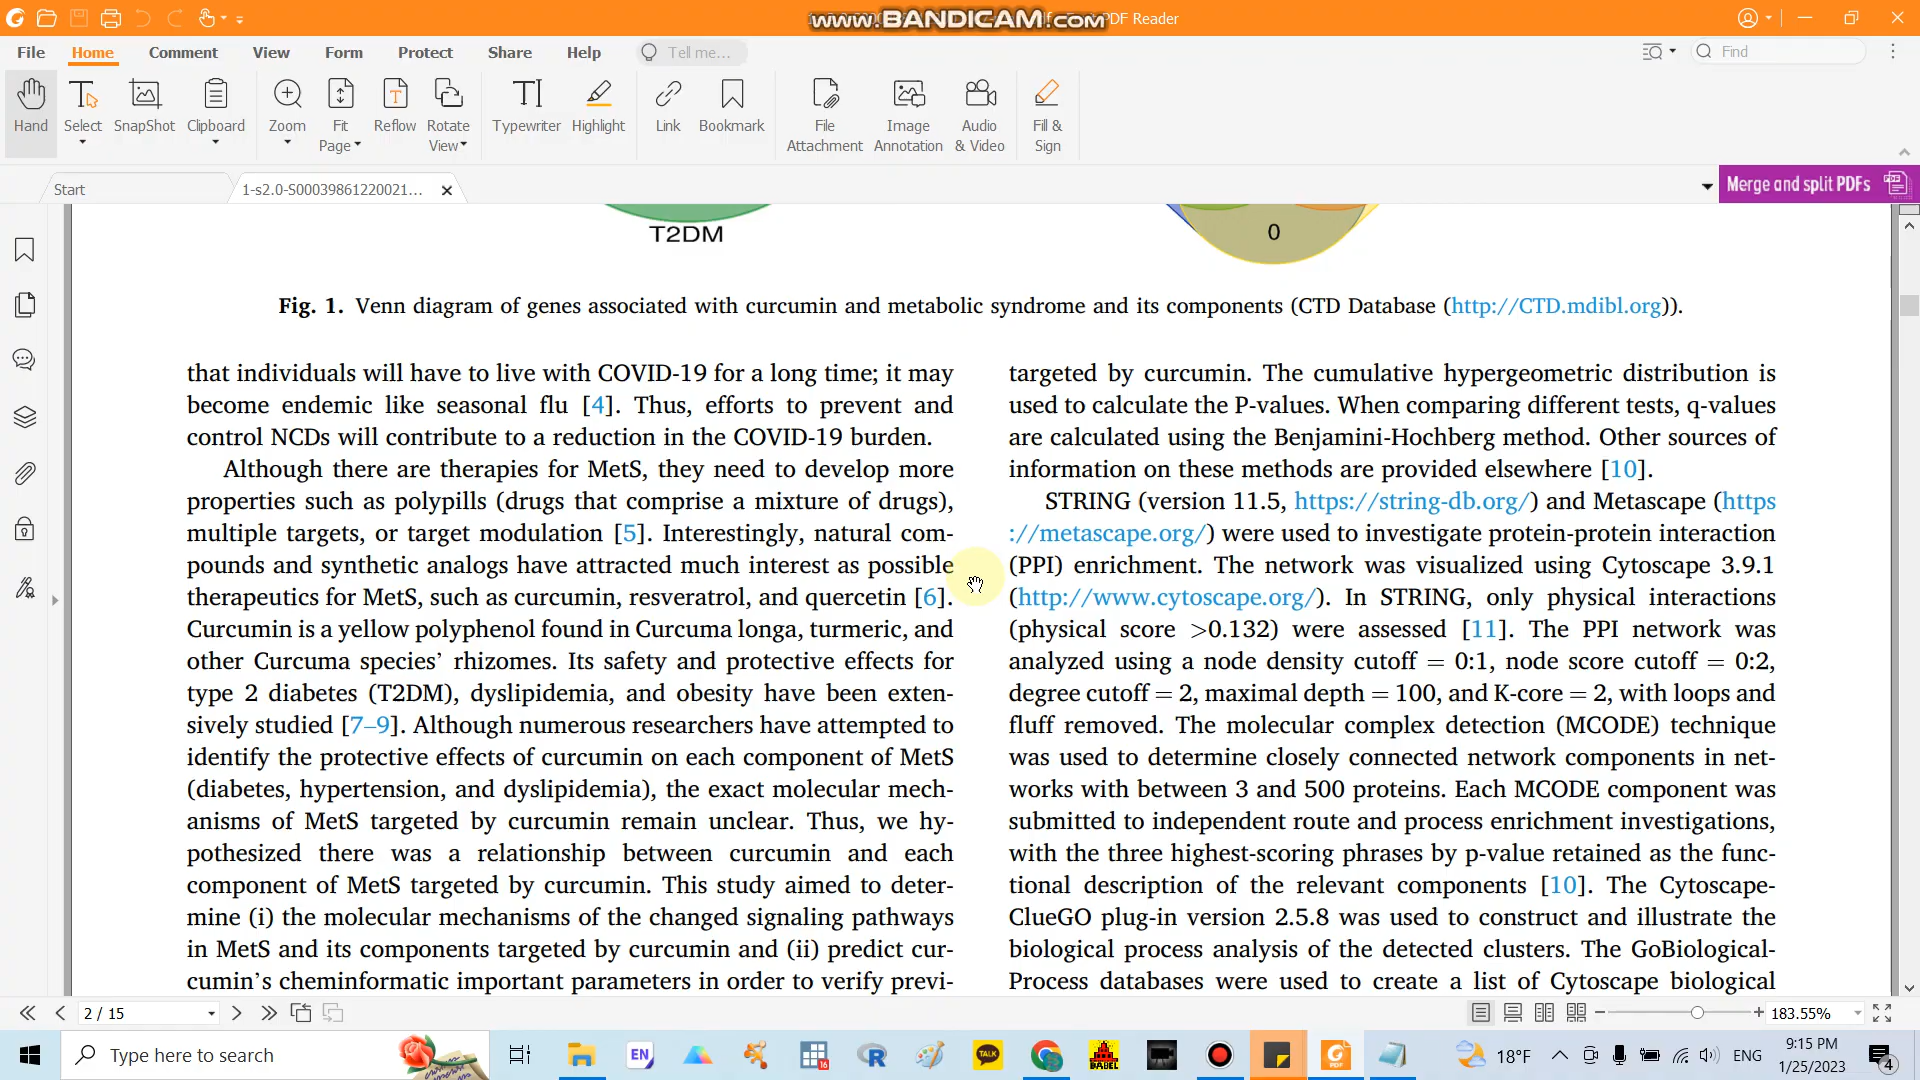 www.BANDICAM.com
PDF Reader
File Home Comment View Form Protect Share Help Tell me... Find
Hand Select SnapShot Clipboard Zoom Fit Page Reflow Rotate View Typewriter Highlight Link Bookmark File Attachment Image Annotation Audio & Video Fill & Sign
Start 1-s2.0-S00039861220021... Merge and split PDFs
T2DM
0
Fig. 1. Venn diagram of genes associated with curcumin and metabolic syndrome and its components (CTD Database (http://CTD.mdibl.org)).
that individuals will have to live with COVID-19 for a long time; it may
become endemic like seasonal flu [4]. Thus, efforts to prevent and
control NCDs will contribute to a reduction in the COVID-19 burden.
Although there are therapies for MetS, they need to develop more
properties such as polypills (drugs that comprise a mixture of drugs),
multiple targets, or target modulation [5]. Interestingly, natural com-
pounds and synthetic analogs have attracted much interest as possible
therapeutics for MetS, such as curcumin, resveratrol, and quercetin [6].
Curcumin is a yellow polyphenol found in Curcuma longa, turmeric, and
other Curcuma species’ rhizomes. Its safety and protective effects for
type 2 diabetes (T2DM), dyslipidemia, and obesity have been exten-
sively studied [7–9]. Although numerous researchers have attempted to
identify the protective effects of curcumin on each component of MetS
(diabetes, hypertension, and dyslipidemia), the exact molecular mech-
anisms of MetS targeted by curcumin remain unclear. Thus, we hy-
pothesized there was a relationship between curcumin and each
component of MetS targeted by curcumin. This study aimed to deter-
mine (i) the molecular mechanisms of the changed signaling pathways
in MetS and its components targeted by curcumin and (ii) predict cur-
cumin’s cheminformatic important parameters in order to verify previ-
targeted by curcumin. The cumulative hypergeometric distribution is
used to calculate the P-values. When comparing different tests, q-values
are calculated using the Benjamini-Hochberg method. Other sources of
information on these methods are provided elsewhere [10].
STRING (version 11.5, https://string-db.org/) and Metascape (https
://metascape.org/) were used to investigate protein-protein interaction
(PPI) enrichment. The network was visualized using Cytoscape 3.9.1
(http://www.cytoscape.org/). In STRING, only physical interactions
(physical score >0.132) were assessed [11]. The PPI network was
analyzed using a node density cutoff = 0:1, node score cutoff = 0:2,
degree cutoff = 2, maximal depth = 100, and K-core = 2, with loops and
fluff removed. The molecular complex detection (MCODE) technique
was used to determine closely connected network components in net-
works with between 3 and 500 proteins. Each MCODE component was
submitted to independent route and process enrichment investigations,
with the three highest-scoring phrases by p-value retained as the func-
tional description of the relevant components [10]. The Cytoscape-
ClueGO plug-in version 2.5.8 was used to construct and illustrate the
biological process analysis of the detected clusters. The GoBiological-
Process databases were used to create a list of Cytoscape biological
2 / 15 183.55%
Type here to search EN 16 R TALK BABEL PDF 18°F ENG 9:15 PM
1/25/2023 4